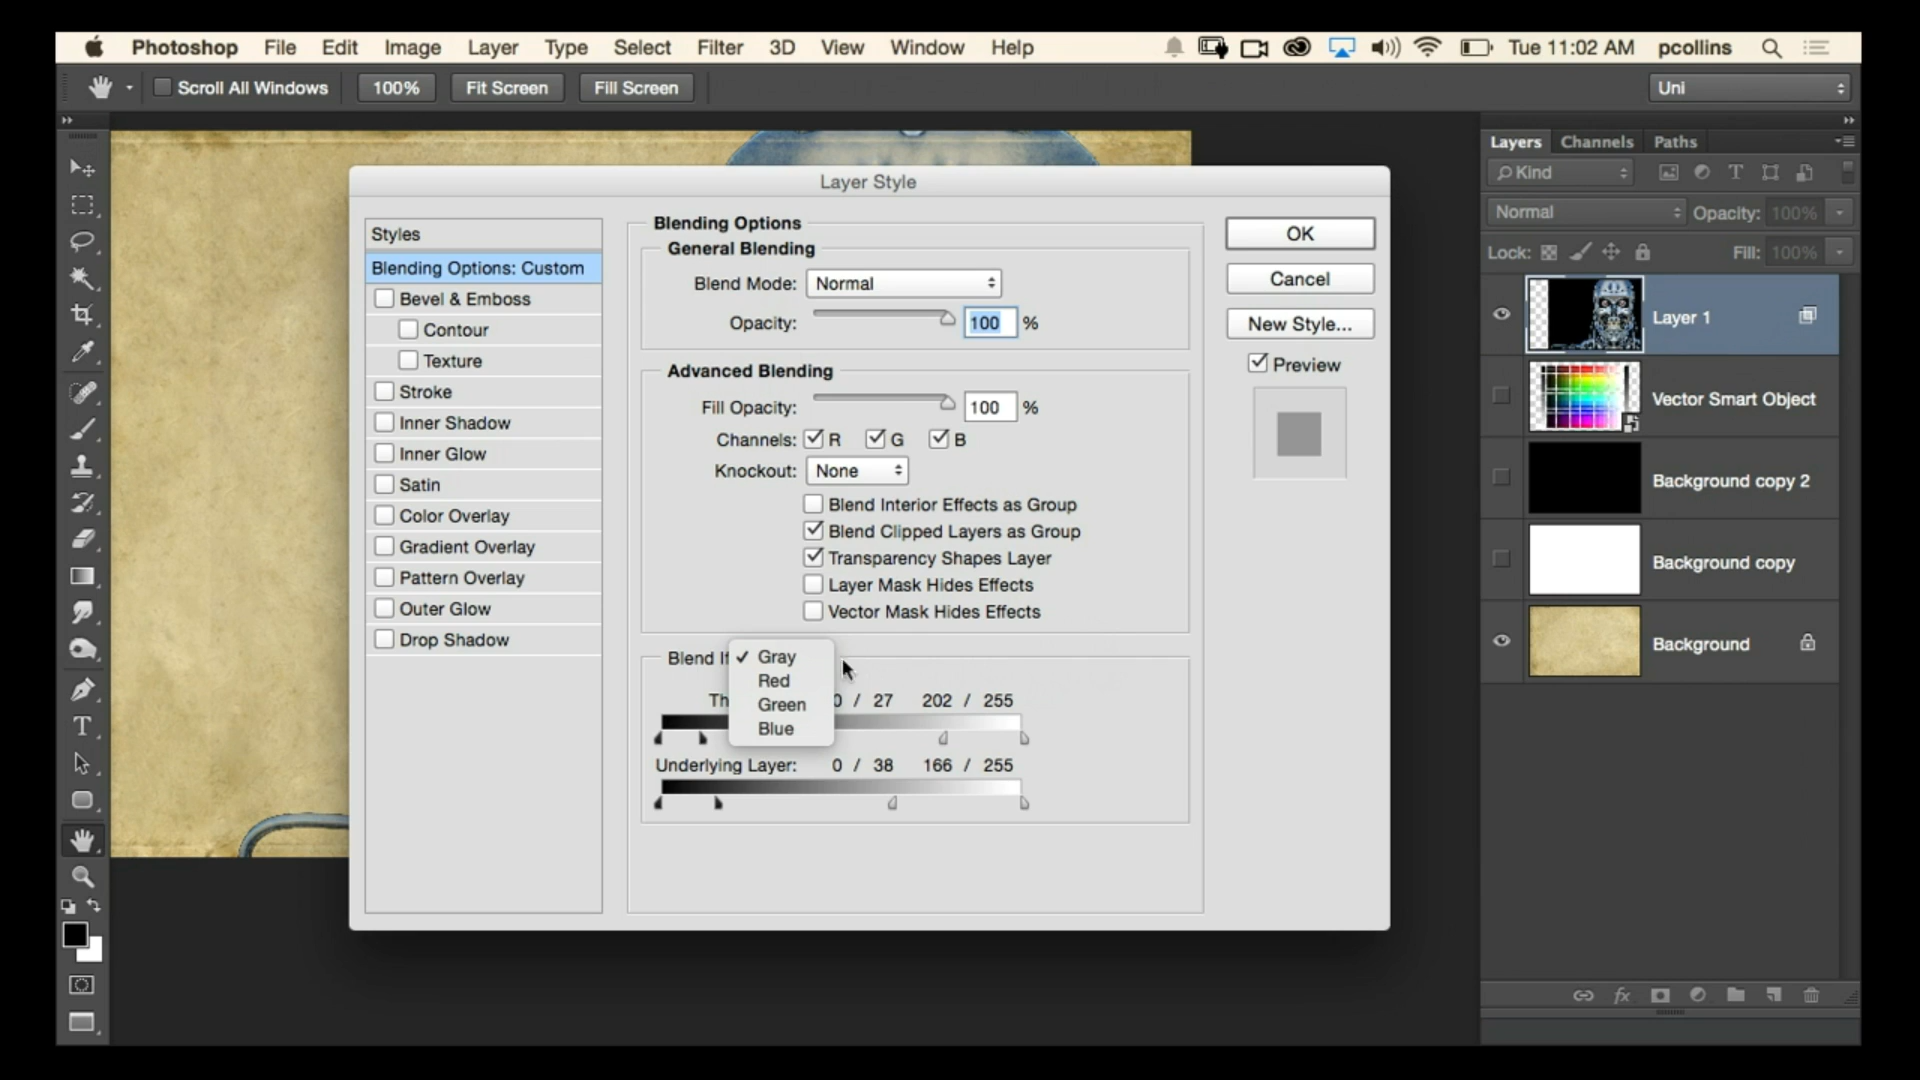 Photoshop File Edit Image Layer Type Select Filter 3D View Window Help Tue 11:02 AM pcollins
Scroll All Windows 100% Fit Screen Fill Screen Uni
Layers Channels Paths
Kind
Normal Opacity: 100%
Lock: Fill: 100%
Layer 1
Vector Smart Object
Background copy 2
Background copy
Background
Layer Style
Styles
Blending Options: Custom
Bevel & Emboss
Contour
Texture
Stroke
Inner Shadow
Inner Glow
Satin
Color Overlay
Gradient Overlay
Pattern Overlay
Outer Glow
Drop Shadow
Blending Options
General Blending
Blend Mode: Normal
Opacity: 100 %
Advanced Blending
Fill Opacity: 100 %
Channels: R G B
Knockout: None
Blend Interior Effects as Group
Blend Clipped Layers as Group
Transparency Shapes Layer
Layer Mask Hides Effects
Vector Mask Hides Effects
Blend If
Gray
Red
Green
Blue
Th 0 / 27 202 / 255
Underlying Layer: 0 / 38 166 / 255
OK
Cancel
New Style...
Preview
fx